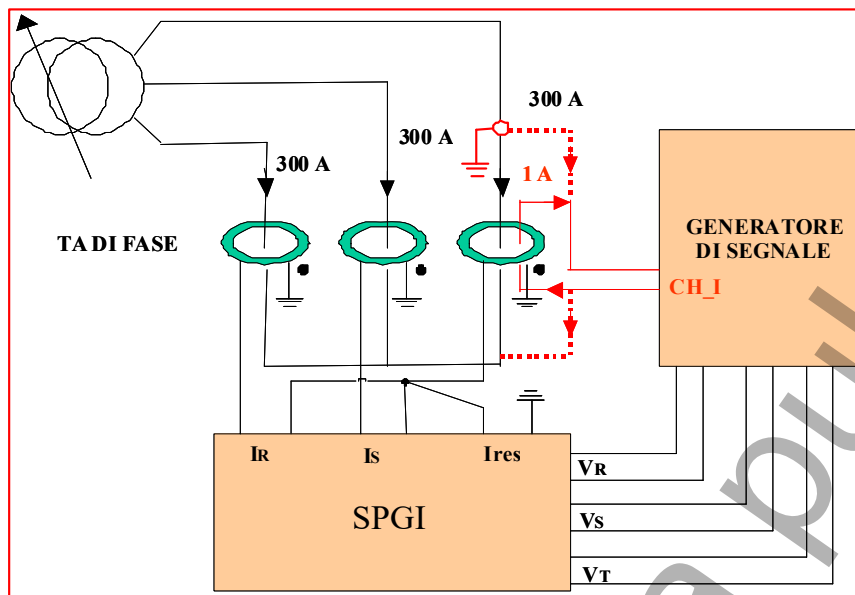 300 A
300 A
300 A
1 A
TA DI FASE
GENERATORE
DI SEGNALE
CH_I
IR
IS
Ires
SPGI
VR
VS
VT